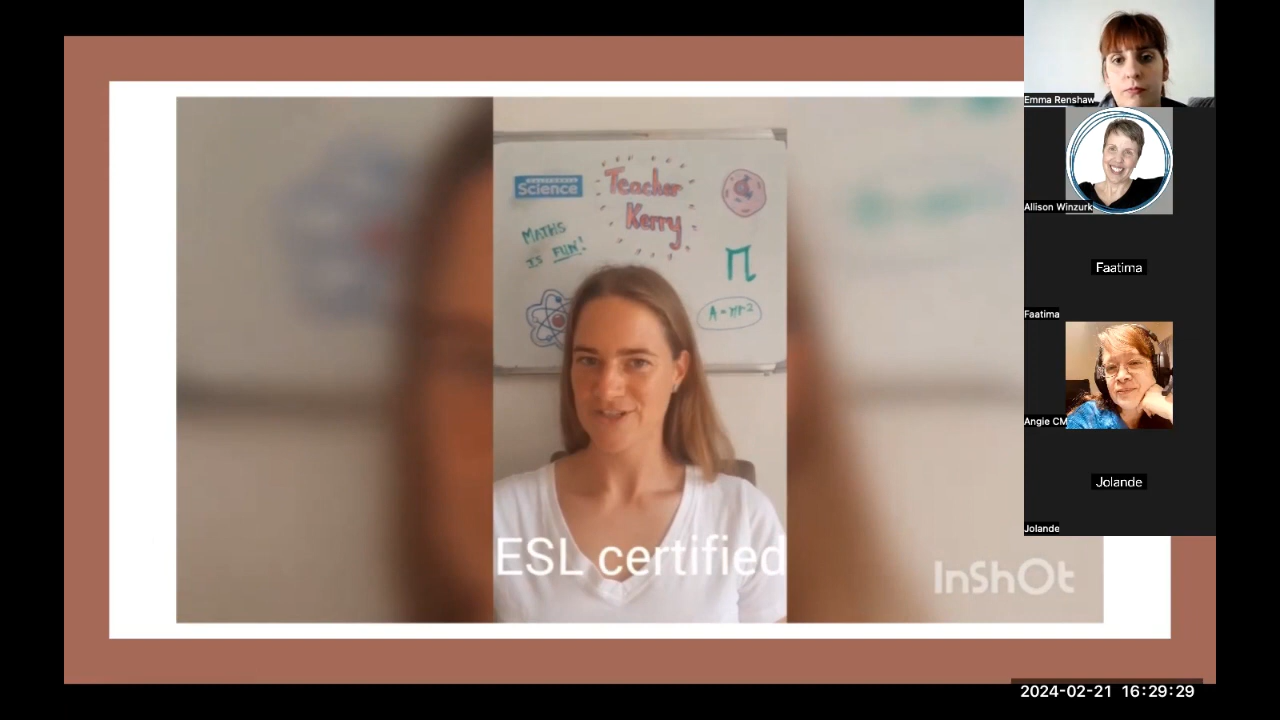 Science
Teacher
Kerry
MATHS
IS FUN!
π
A = πr²
ESL certified
InShOt
Emma Renshaw
Allison Winzurk
Faatima
Faatima
Angie CM
Jolande
Jolande
2024-02-21 16:29:29